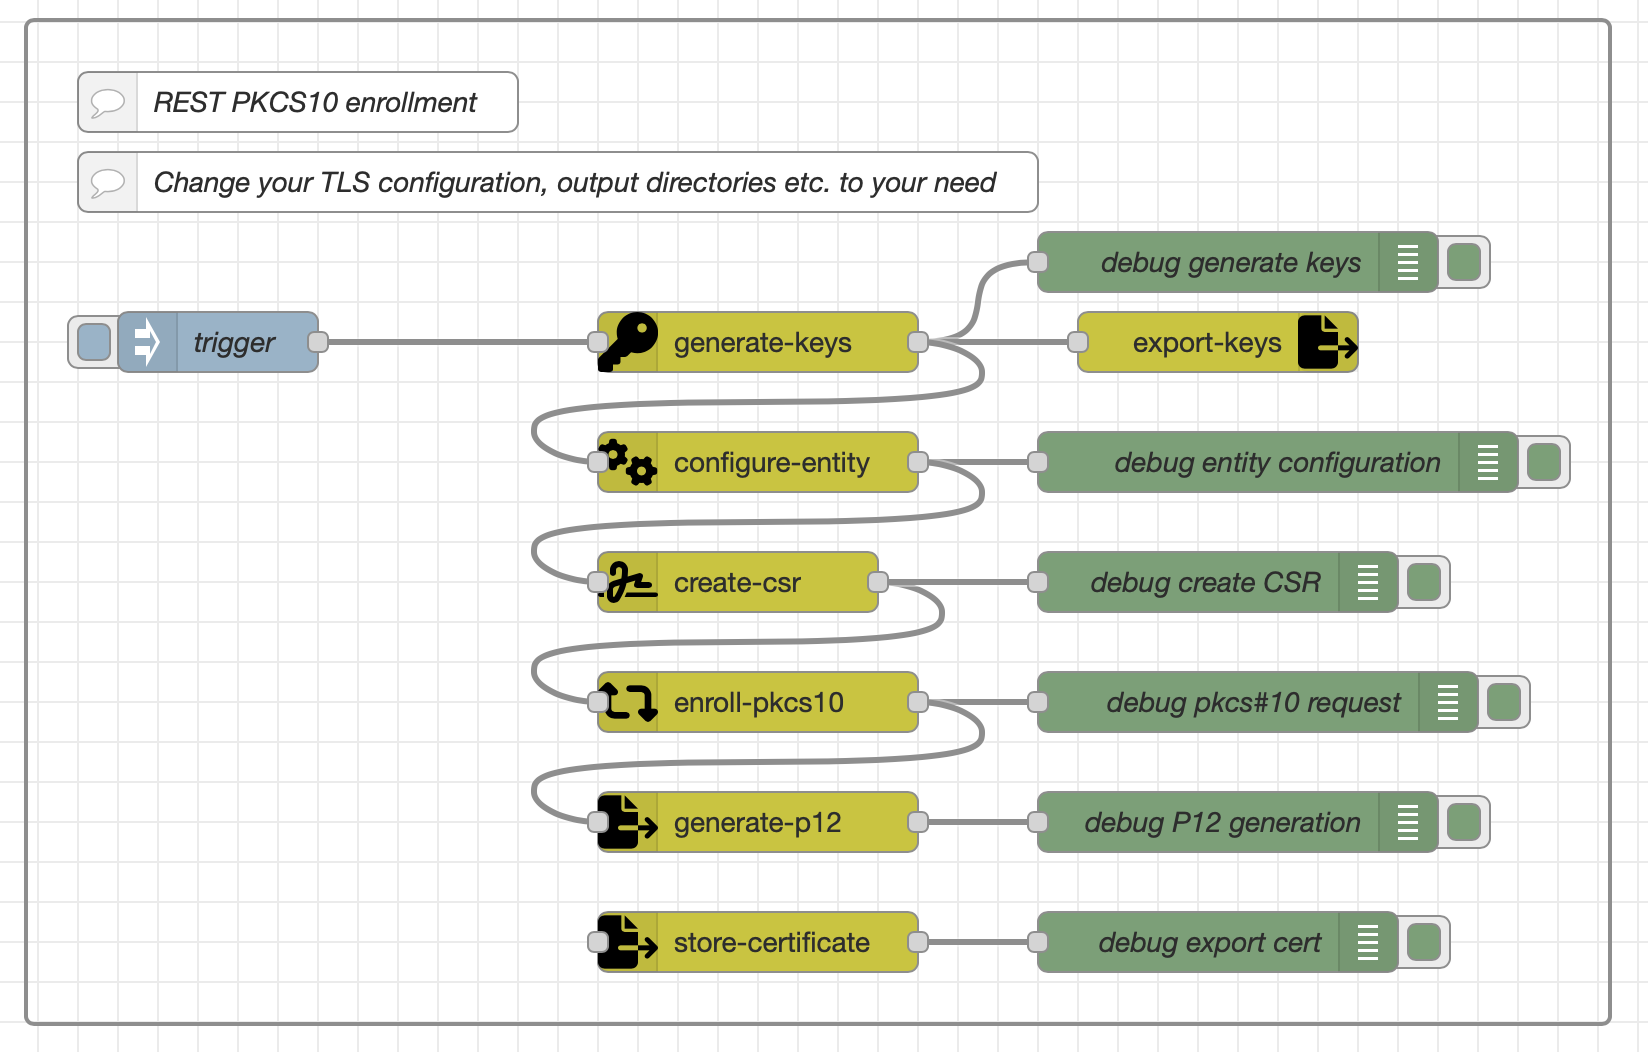 REST PKCS10 enrollment
Change your TLS configuration, output directories etc. to your need
debug generate keys
trigger
generate-keys
export-keys
configure-entity
debug entity configuration
create-csr
debug create CSR
enroll-pkcs10
debug pkcs#10 request
generate-p12
debug P12 generation
store-certificate
debug export cert